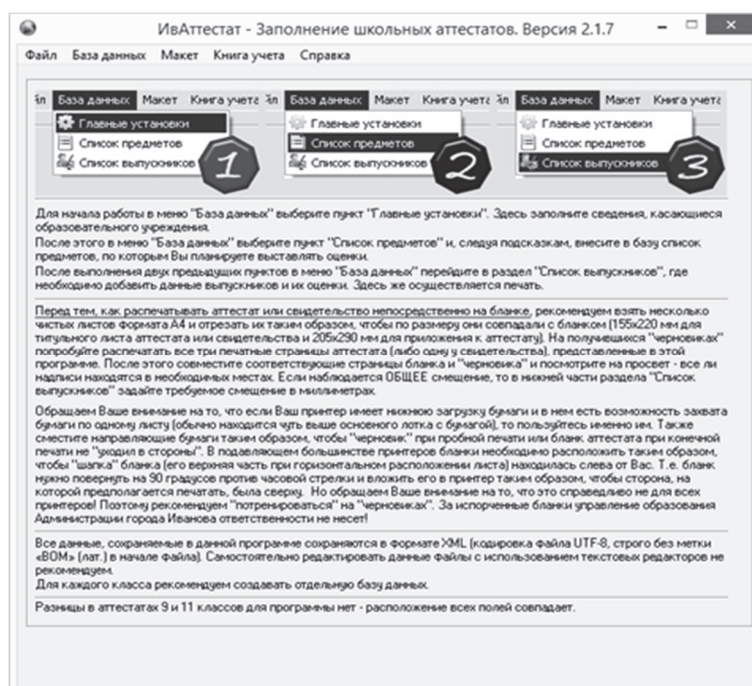 ИвАттестат - Заполнение школьных аттестатов. Версия 2.1.7
Файл База данных Макет Книга учета Справка
йл База данных Макет Книга учета
Главные установки
Список предметов
Список выпускников
1
йл База данных Макет Книга учета
Главные установки
Список предметов
Список выпускников
2
йл База данных Макет Книга учета
Главные установки
Список предметов
Список выпускников
3
Для начала работы в меню "База данных" выберите пункт "Главные установки". Здесь заполните сведения, касающиеся
образовательного учреждения.
После этого в меню "База данных" выберите пункт "Список предметов" и, следуя подсказкам, внесите в базу список
предметов, по которым Вы планируете выставлять оценки.
После выполнения двух предыдущих пунктов в меню "База данных" перейдите в раздел "Список выпускников", где
необходимо добавить данные выпускников и их оценки. Здесь же осуществляется печать.
Перед тем, как распечатывать аттестат или свидетельство непосредственно на бланке, рекомендуем взять несколько
чистых листов формата А4 и отрезать их таким образом, чтобы по размеру они совпадали с бланком (155x220 мм для
титульного листа аттестата или свидетельства и 205x290 мм для приложения к аттестату). На получившихся "черновиках"
попробуйте распечатать все три печатные страницы аттестата (либо одну у свидетельства), представленные в этой
программе. После этого совместите соответствующие страницы бланка и "черновика" и посмотрите на просвет - все ли
надписи находятся в необходимых местах. Если наблюдается ОБЩЕЕ смещение, то в нижней части раздела "Список
выпускников" задайте требуемое смещение в миллиметрах.
Обращаем Ваше внимание на то, что если Ваш принтер имеет нижнюю загрузку бумаги и в нем есть возможность захвата
бумаги по одному листу (обычно находится чуть выше основного лотка с бумагой), то пользуйтесь именно им. Также
сместите направляющие бумаги таким образом, чтобы "черновик" при пробной печати или бланк аттестата при конечной
печати не "уходил в стороны". В подавляющем большинстве принтеров бланки необходимо расположить таким образом,
чтобы "шапка" бланка (его верхняя часть при горизонтальном расположении листа) находилась слева от Вас. Т.е. бланк
нужно повернуть на 90 градусов против часовой стрелки и вложить его в принтер таким образом, чтобы сторона, на
которой предполагается печатать, была сверху. Но обращаем Ваше внимание на то, что это справедливо не для всех
принтеров! Поэтому рекомендуем "потренироваться" на "черновиках". За испорченные бланки управление образования
Администрации города Иванова ответственности не несет!
Все данные, сохраняемые в данной программе сохраняются в формате XML (кодировка файла UTF-8, строго без метки
«BOM» (лат.) в начале файла). Самостоятельно редактировать данные файлы с использованием текстовых редакторов не
рекомендуем.
Для каждого класса рекомендуем создавать отдельную базу данных.
Разницы в аттестатах 9 и 11 классов для программы нет - расположение всех полей совпадает.